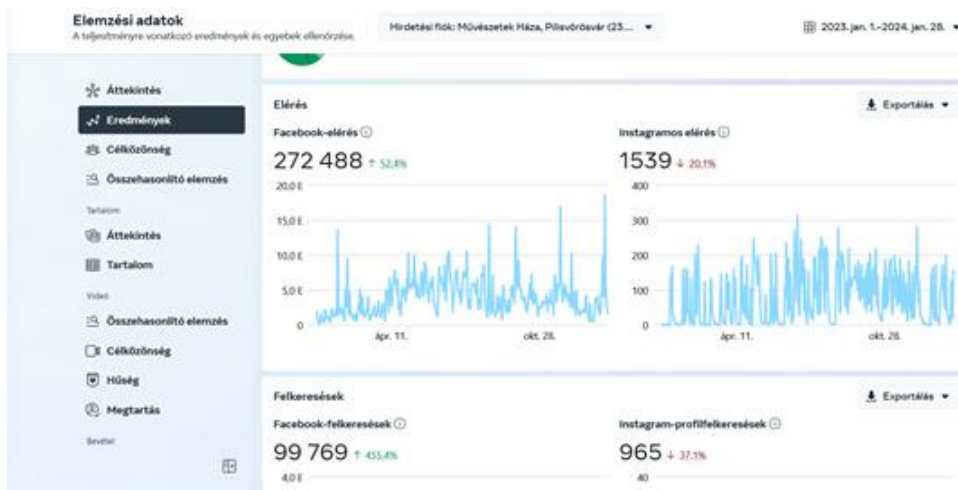 Elemzési adatok
A teljesítményre vonatkozó eredmények és egyebek ellenőrzése.
Hirdetési fiók: Művészetek Háza, Pilisvörösvár (23....
2023. jan. 1.–2024. jan. 28.
Áttekintés
Eredmények
Célközönség
Összehasonlító elemzés
Tartalom
Áttekintés
Tartalom
Videó
Összehasonlító elemzés
Célközönség
Hűség
Megtartás
Bevétel
Elérés
Exportálás
Facebook-elérés
272 488 ↑ 52,4%
20,0 E
15,0 E
10,0 E
5,0 E
0
ápr. 11.
okt. 28.
Instagramos elérés
1539 ↓ 20,1%
400
300
200
100
0
ápr. 11.
okt. 28.
Felkeresések
Exportálás
Facebook-felkeresések
99 769 ↑ 455,4%
4,0 E
Instagram-profilfelkeresések
965 ↓ 37,1%
40